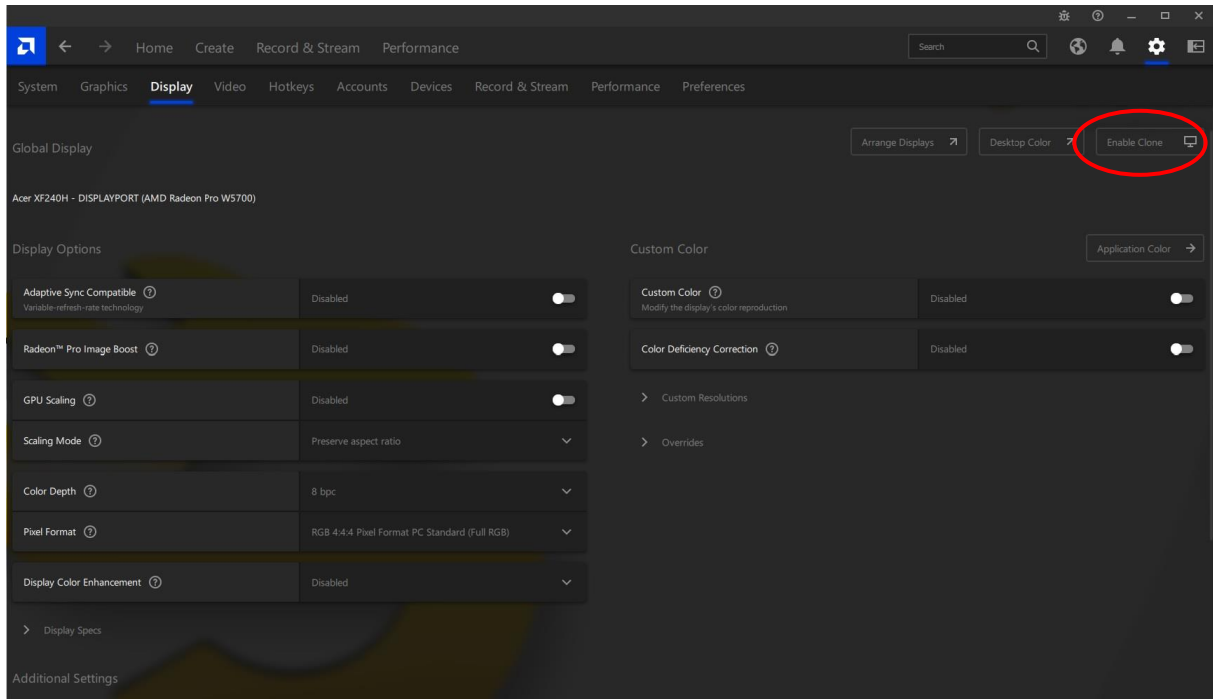 Home Create Record & Stream Performance Search
System Graphics Display Video Hotkeys Accounts Devices Record & Stream Performance Preferences
Global Display Arrange Displays Desktop Color Enable Clone
Acer XF240H - DISPLAYPORT (AMD Radeon Pro W5700)
Display Options
Adaptive Sync Compatible Disabled
Variable-refresh-rate technology
Radeon™ Pro Image Boost Disabled
GPU Scaling Disabled
Scaling Mode Preserve aspect ratio
Color Depth 8 bpc
Pixel Format RGB 4:4:4 Pixel Format PC Standard (Full RGB)
Display Color Enhancement Disabled
Display Specs
Additional Settings
Custom Color Application Color
Custom Color Disabled
Modify the display's color reproduction
Color Deficiency Correction Disabled
Custom Resolutions
Overrides